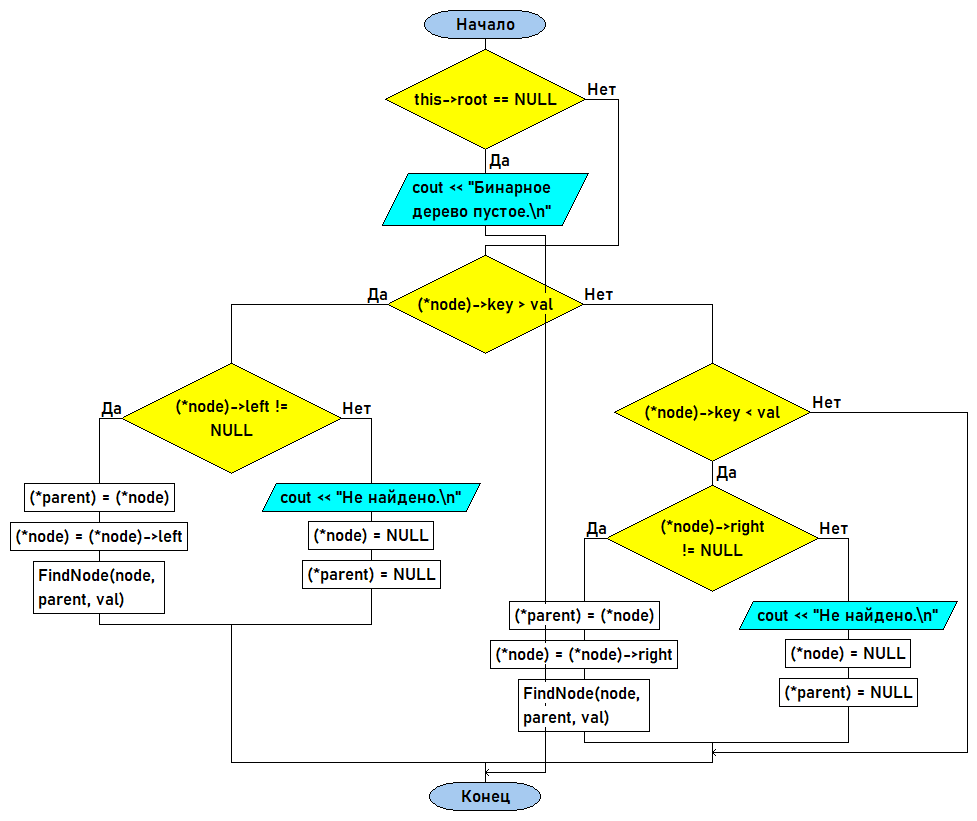 Начало
this->root == NULL
Нет
Да
cout << "Бинарное
дерево пустое.\n"
Да
(*node)->key > val
Нет
Да
(*node)->left !=
NULL
Нет
(*node)->key < val
Нет
Да
(*parent) = (*node)
(*node) = (*node)->left
FindNode(node,
parent, val)
cout << "Не найдено.\n"
(*node) = NULL
(*parent) = NULL
Да
(*node)->right
!= NULL
Нет
(*parent) = (*node)
(*node) = (*node)->right
FindNode(node,
parent, val)
cout << "Не найдено.\n"
(*node) = NULL
(*parent) = NULL
Конец